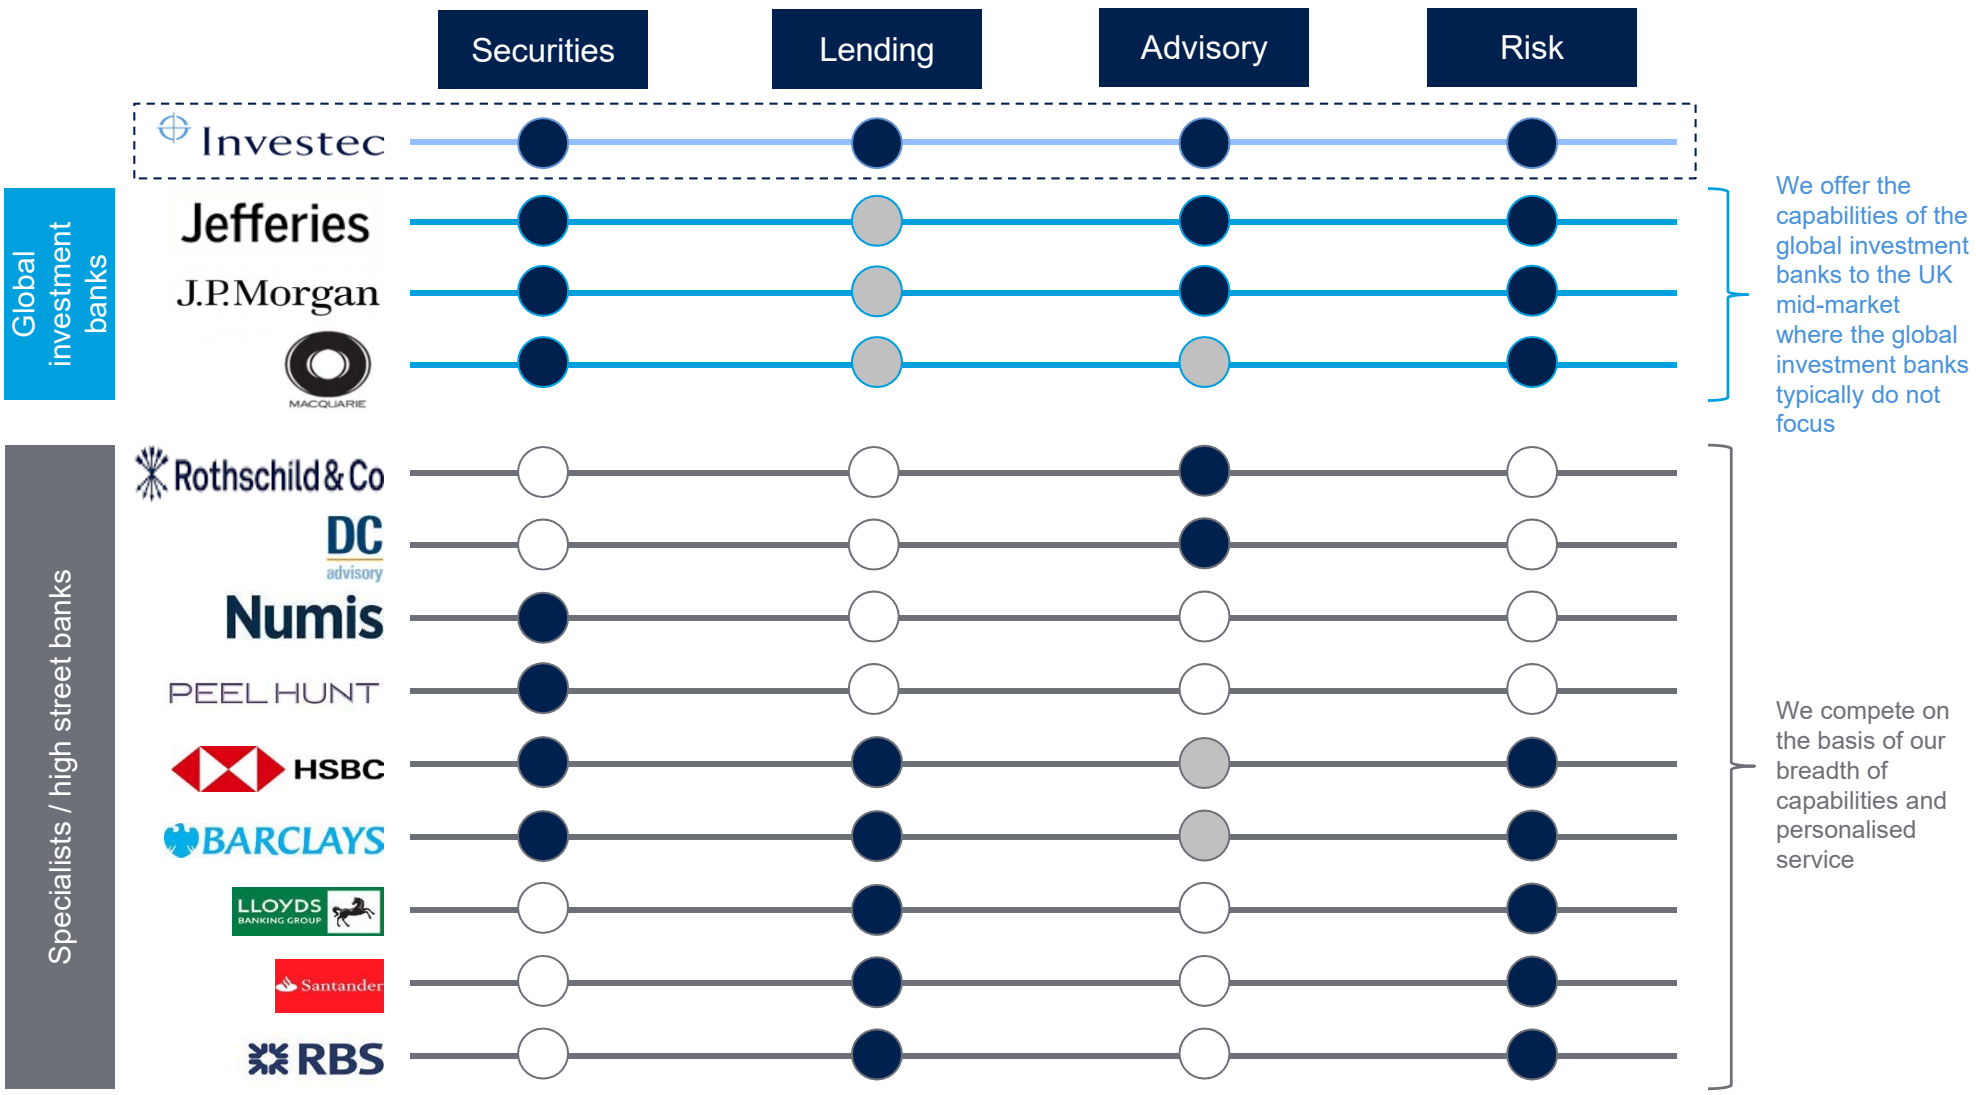 Securities
Lending
Advisory
Risk
Investec
Global
investment
banks
Jefferies
J.P.Morgan
MACQUARIE
We offer the
capabilities of the
global investment
banks to the UK
mid-market
where the global
investment banks
typically do not
focus
Specialists / high street banks
Rothschild & Co
DC
advisory
Numis
PEEL HUNT
HSBC
BARCLAYS
LLOYDS
BANKING GROUP
Santander
RBS
We compete on
the basis of our
breadth of
capabilities and
personalised
service